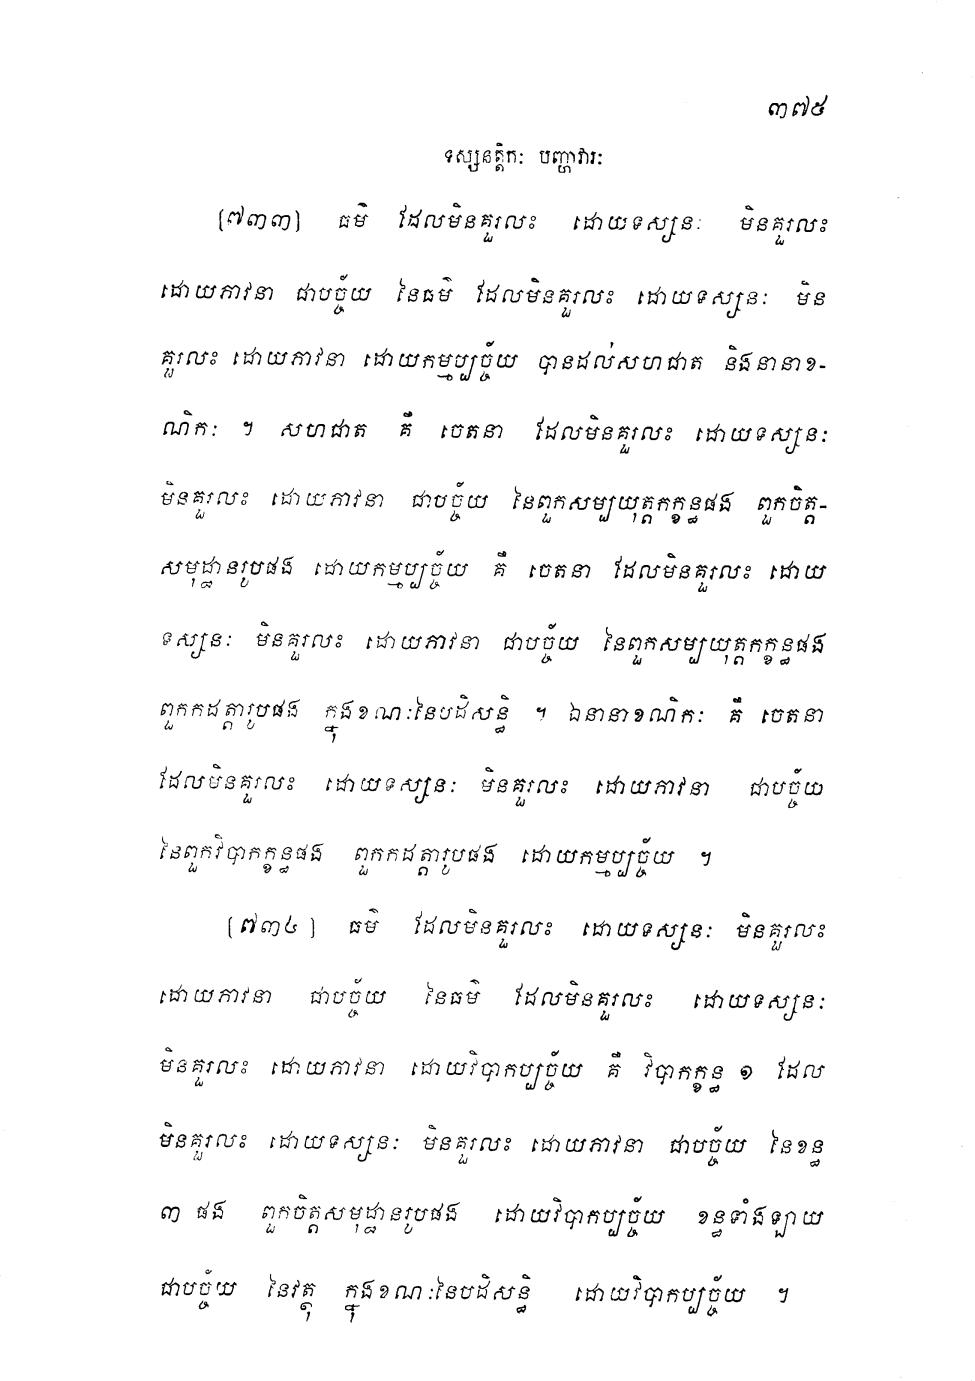 ៣៧៥
ទស្សនត្តិកៈ បញ្ហាវារៈ
[៧៣៣] ធម៌ ដែលមិនគួរលះ ដោយទស្សនៈ មិនគួរលះ
ដោយភាវនា ជាបច្ច័យ នៃធម៌ ដែលមិនគួរលះ ដោយទស្សនៈ មិន
គួរលះ ដោយភាវនា ដោយកម្មប្បច្ច័យ បានដល់សហជាត និងនានាខ-
ណិកៈ ។ សហជាត គឺ ចេតនា ដែលមិនគួរលះ ដោយទស្សនៈ
មិនគួរលះ ដោយភាវនា ជាបច្ច័យ នៃពួកសម្បយុត្តកក្ខន្ធផង ពួកចិត្ត-
សមុដ្ឋានរូបផង ដោយកម្មប្បច្ច័យ គឺ ចេតនា ដែលមិនគួរលះ ដោយ
ទស្សនៈ មិនគួរលះ ដោយភាវនា ជាបច្ច័យ នៃពួកសម្បយុត្តកក្ខន្ធផង
ពួកកដត្តារូបផង ក្នុងខណៈនៃបដិសន្ធិ ។ ឯនានាខណិកៈ គឺ ចេតនា
ដែលមិនគួរលះ ដោយទស្សនៈ មិនគួរលះ ដោយភាវនា ជាបច្ច័យ
នៃពួកវិបាកក្ខន្ធផង ពួកកដត្តារូបផង ដោយកម្មប្បច្ច័យ ។
[៧៣៤] ធម៌ ដែលមិនគួរលះ ដោយទស្សនៈ មិនគួរលះ
ដោយភាវនា ជាបច្ច័យ នៃធម៌ ដែលមិនគួរលះ ដោយទស្សនៈ
មិនគួរលះ ដោយភាវនា ដោយវិបាកប្បច្ច័យ គឺ វិបាកក្ខន្ធ ១ ដែល
មិនគួរលះ ដោយទស្សនៈ មិនគួរលះ ដោយភាវនា ជាបច្ច័យ នៃខន្ធ
៣ ផង ពួកចិត្តសមុដ្ឋានរូបផង ដោយវិបាកប្បច្ច័យ ខន្ធទាំងឡាយ
ជាបច្ច័យ នៃវត្ថុ ក្នុងខណៈនៃបដិសន្ធិ ដោយវិបាកប្បច្ច័យ ។